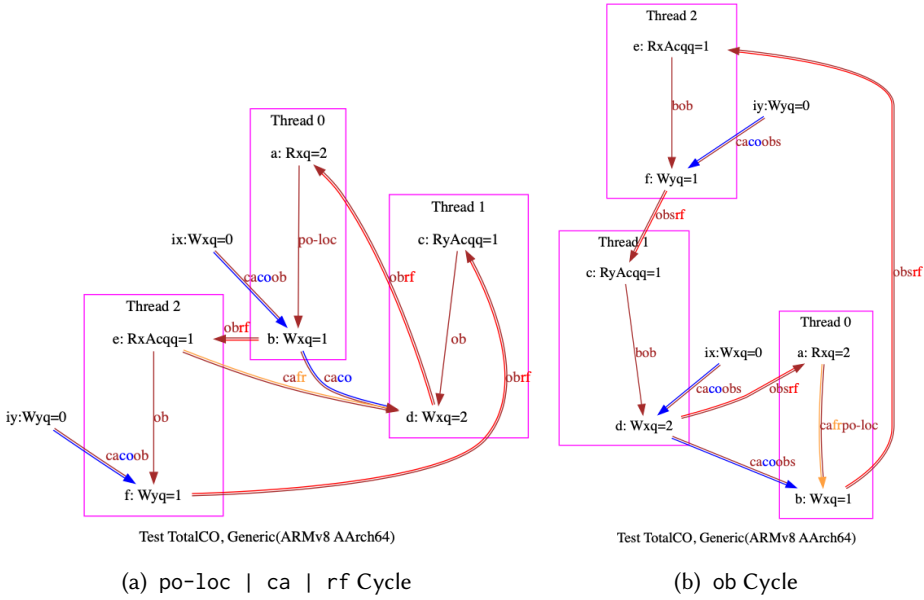 Thread 0
a: Rxq=2
Thread 1
ix:Wxq=0
po-loc
c: RyAcqq=1
cacoob
obrf
Thread 2
b: Wxq=1
e: RxAcqq=1
obrf
ob
cafr
caco
obrf
iy:Wyq=0
ob
d: Wxq=2
cacoob
f: Wyq=1
Test TotalCO, Generic(ARMv8 AArch64)
(a) po-loc | ca | rf Cycle
Thread 2
e: RxAcqq=1
bob
iy:Wyq=0
cacoobs
f: Wyq=1
obsrf
Thread 1
c: RyAcqq=1
obsrf
Thread 0
bob
ix:Wxq=0
a: Rxq=2
cacoobs
obsrf
d: Wxq=2
cafrpo-loc
cacoobs
b: Wxq=1
Test TotalCO, Generic(ARMv8 AArch64)
(b) ob Cycle